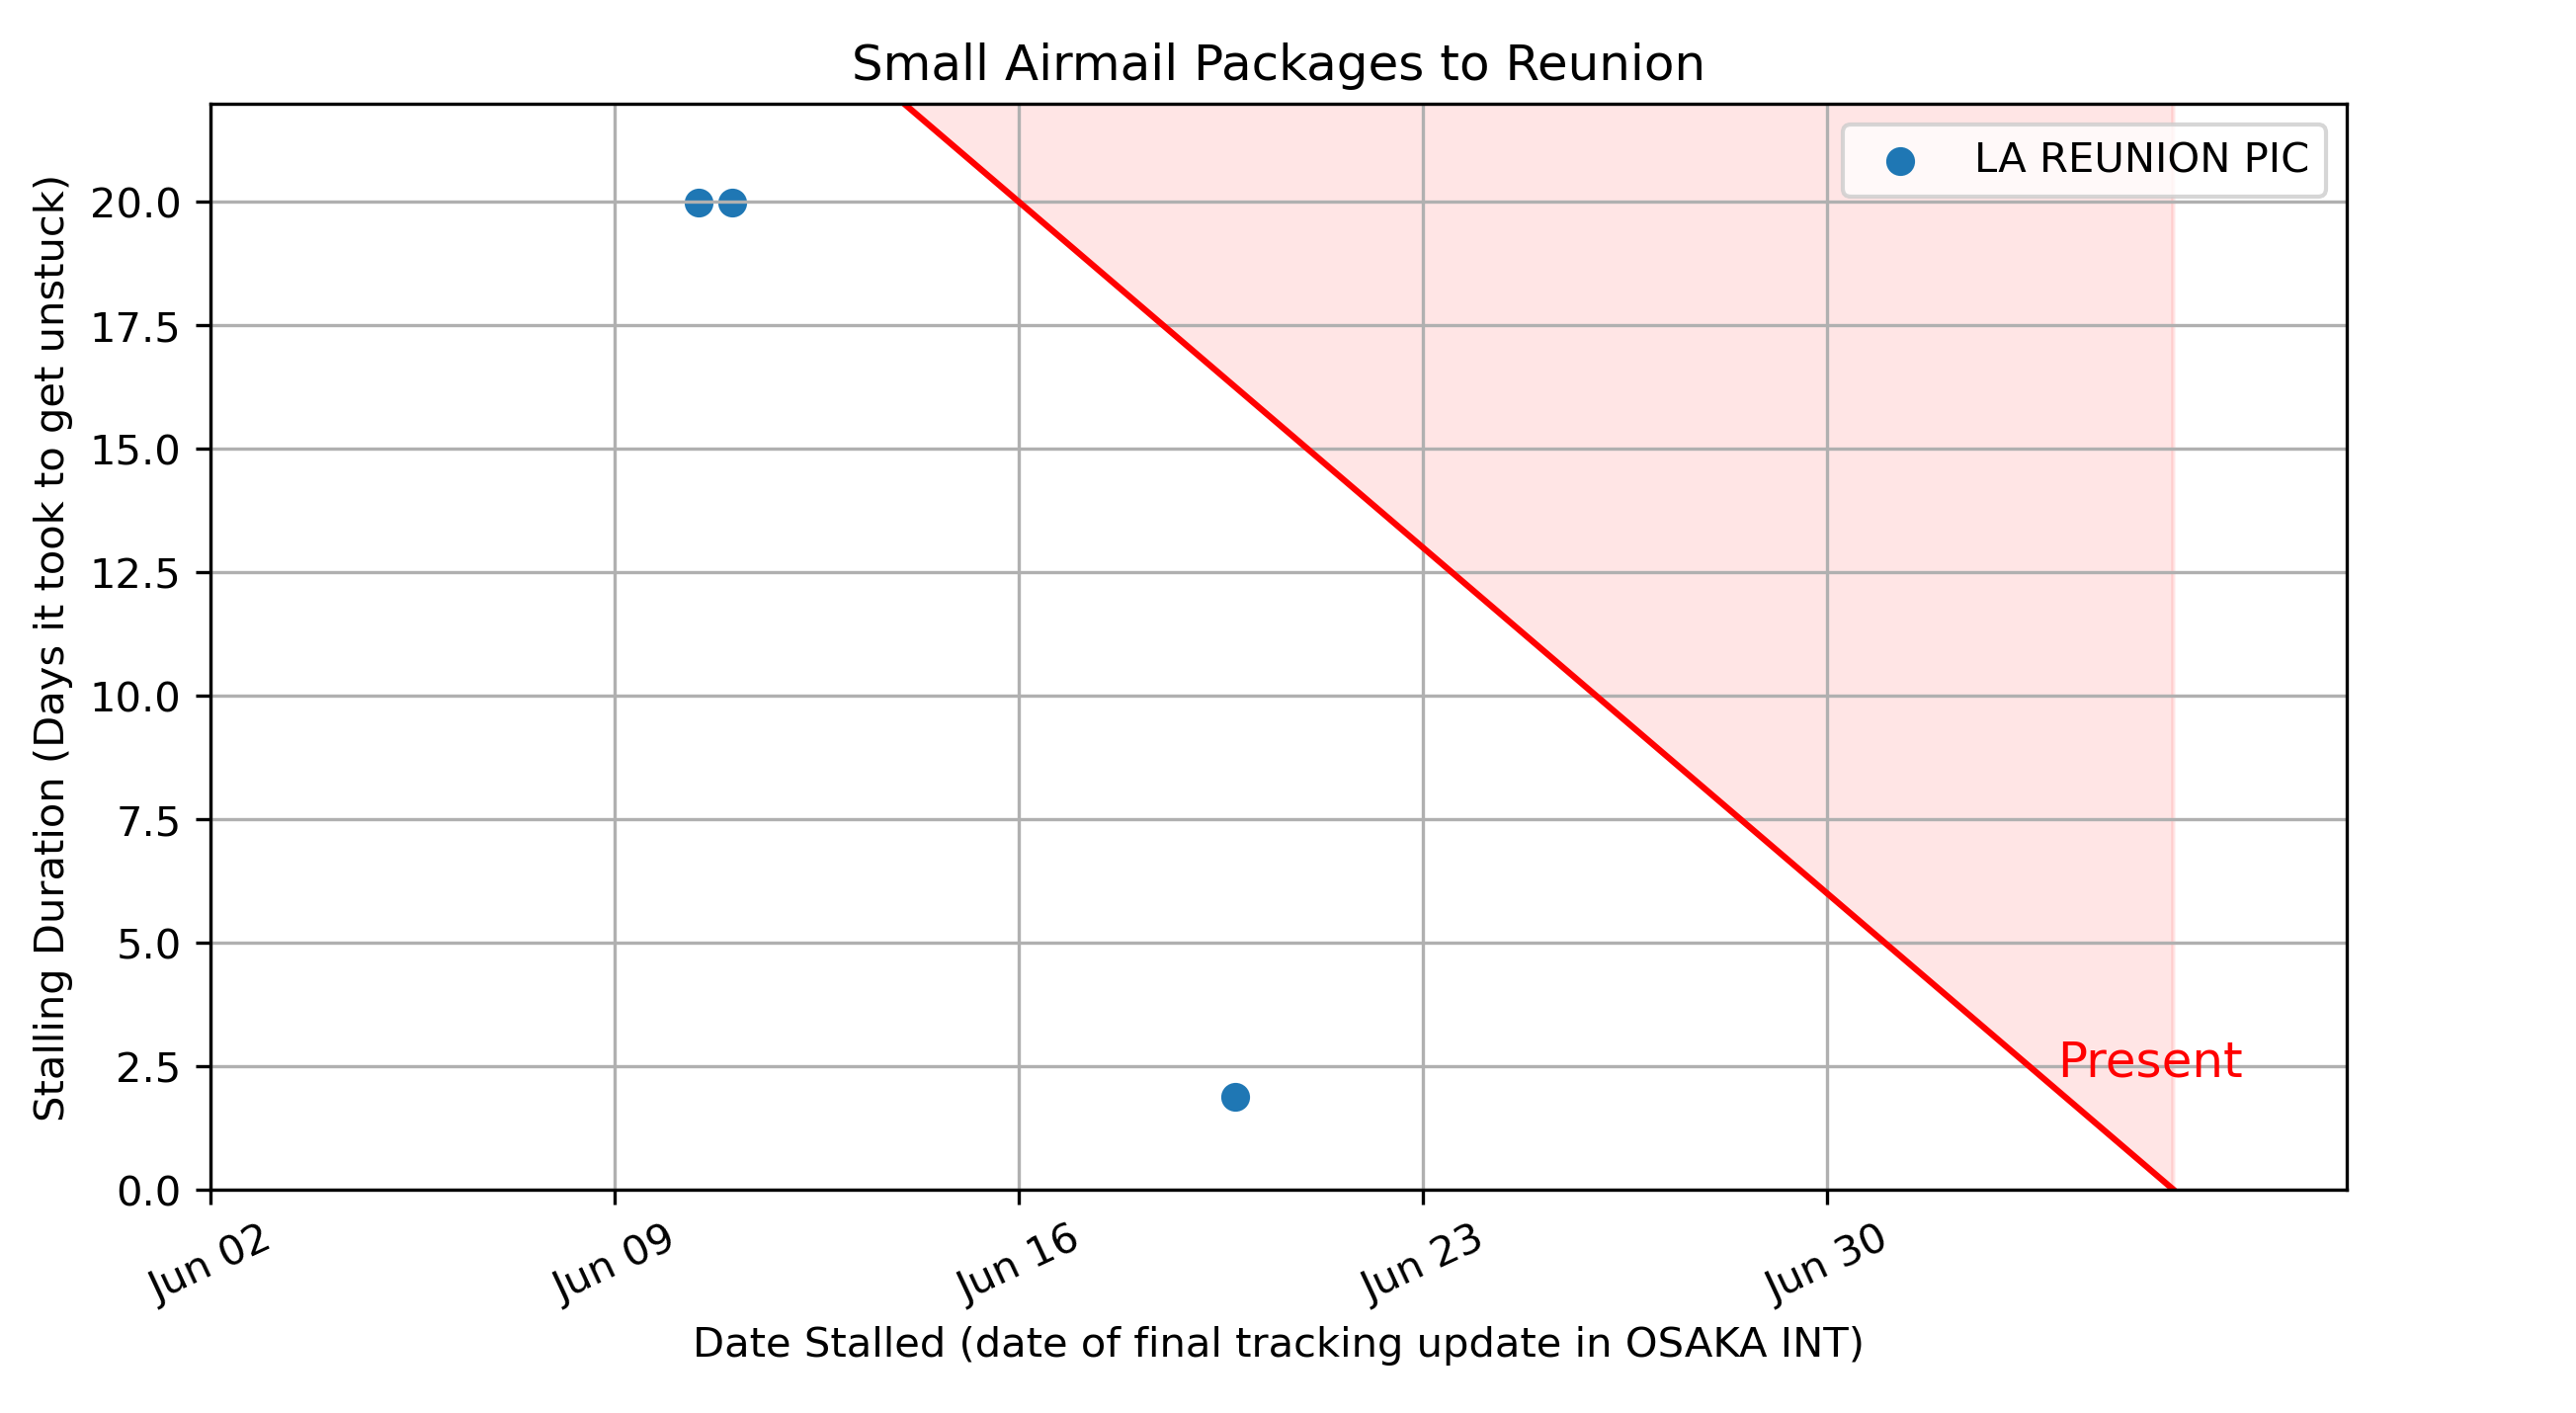 Small Airmail Packages to Reunion
LA REUNION PIC
Stalling Duration (Days it took to get unstuck)
20.0
17.5
15.0
12.5
10.0
7.5
5.0
2.5
0.0
Present
Jun 02
Jun 09
Jun 16
Jun 23
Jun 30
Date Stalled (date of final tracking update in OSAKA INT)